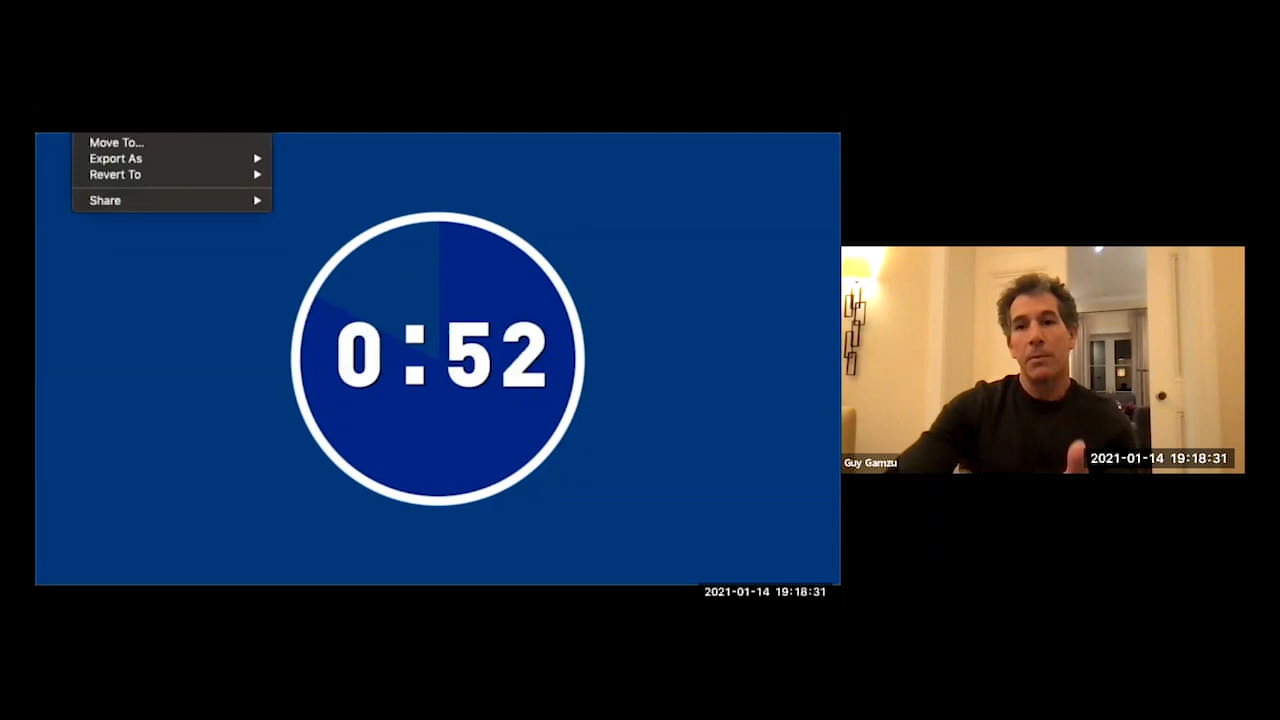 Move To...
Export As
Revert To
Share
0:52
Guy Gamzu
2021-01-14 19:18:31
2021-01-14 19:18:31